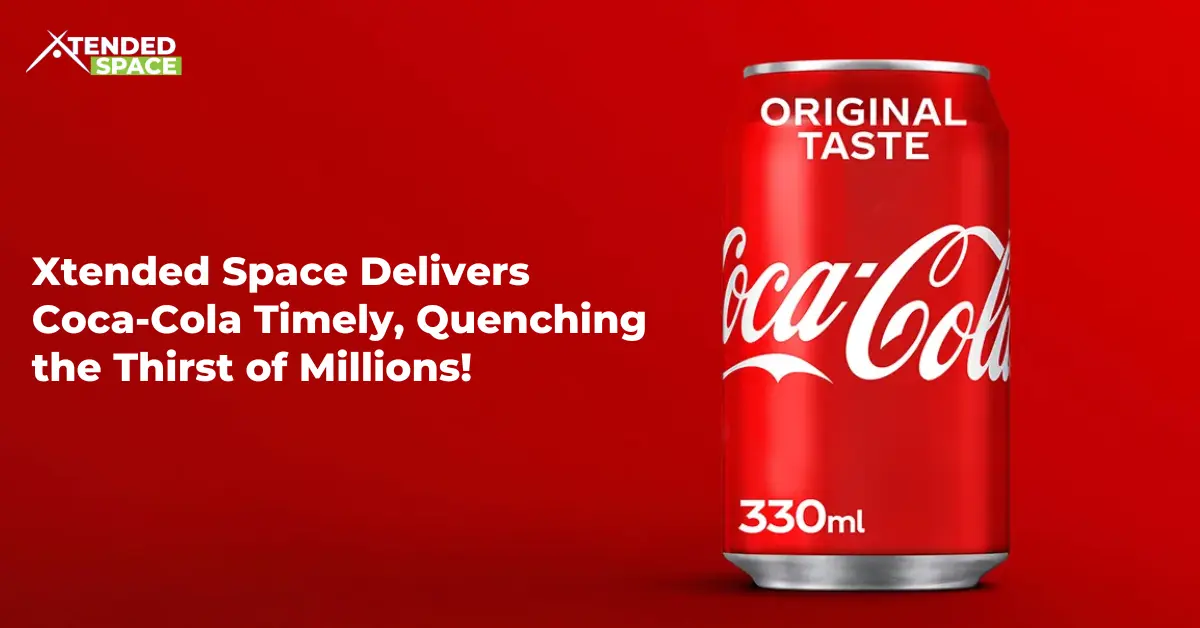 XTENDED
SPACE
Xtended Space Delivers
Coca-Cola Timely, Quenching
the Thirst of Millions!
ORIGINAL
TASTE
Coca-Cola
330ml